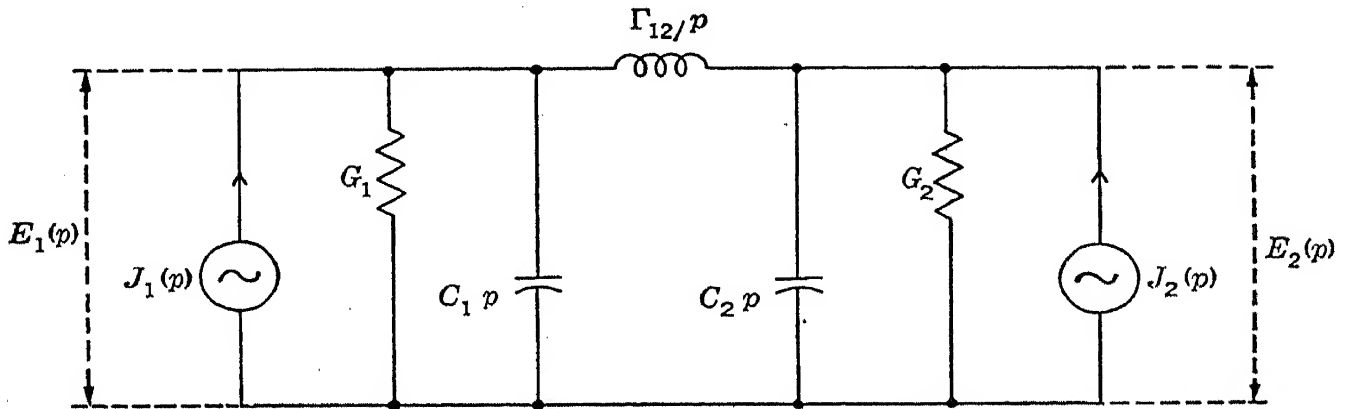 Γ₁₂/p
G₁
G₂
E₁(p)
J₁(p)
C₁ p
C₂ p
J₂(p)
E₂(p)